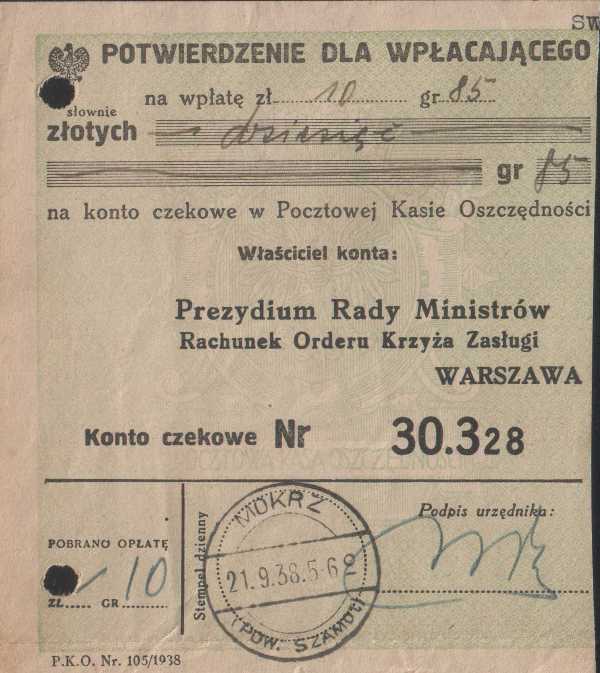 SW
POTWIERDZENIE DLA WPŁACAJĄCEGO
na wpłatę zł 10 gr 85
słownie
złotych dziesięć
gr 85
na konto czekowe w Pocztowej Kasie Oszczędności
Właściciel konta:
Prezydium Rady Ministrów
Rachunek Orderu Krzyża Zasługi
WARSZAWA
Konto czekowe Nr 30.328
POBRANO OPŁATĘ
10
ZŁ GR
Stempel dzienny
MOKRZ
21.9.38.5-6
(POW. SZAMOT.)
Podpis urzędnika:
P.K.O. Nr. 105/1938